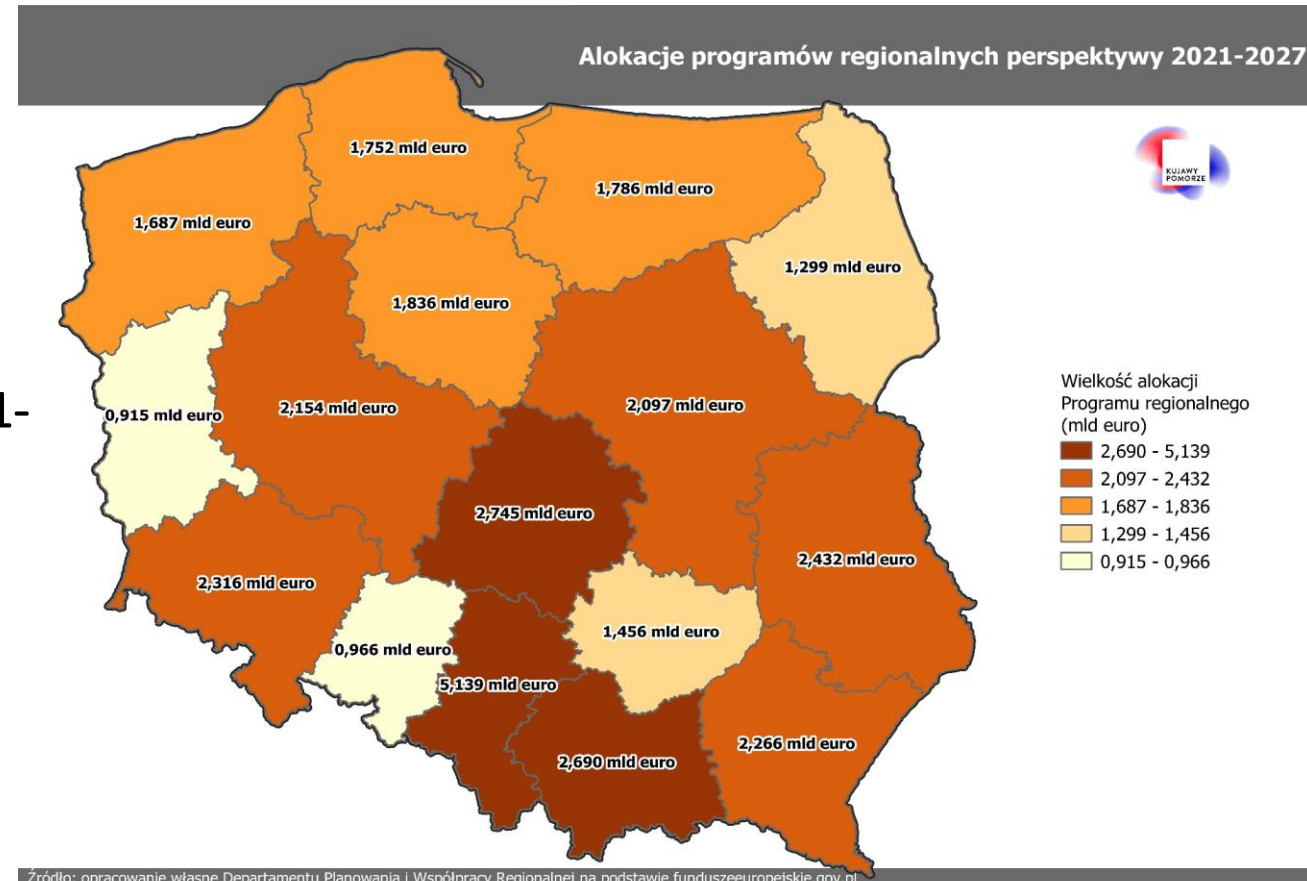 Alokacje programów regionalnych perspektywy 2021-2027
KUJAWY
POMORZE
1,752 mld euro
1,786 mld euro
1,687 mld euro
1,299 mld euro
1,836 mld euro
0,915 mld euro
2,154 mld euro
2,097 mld euro
2,745 mld euro
2,432 mld euro
2,316 mld euro
1,456 mld euro
0,966 mld euro
5,139 mld euro
2,266 mld euro
2,690 mld euro
1-
Wielkość alokacji
Programu regionalnego
(mld euro)
2,690 - 5,139
2,097 - 2,432
1,687 - 1,836
1,299 - 1,456
0,915 - 0,966
Źródło: opracowanie własne Departamentu Planowania i Współpracy Regionalnej na podstawie funduszeeuropejskie.gov.pl